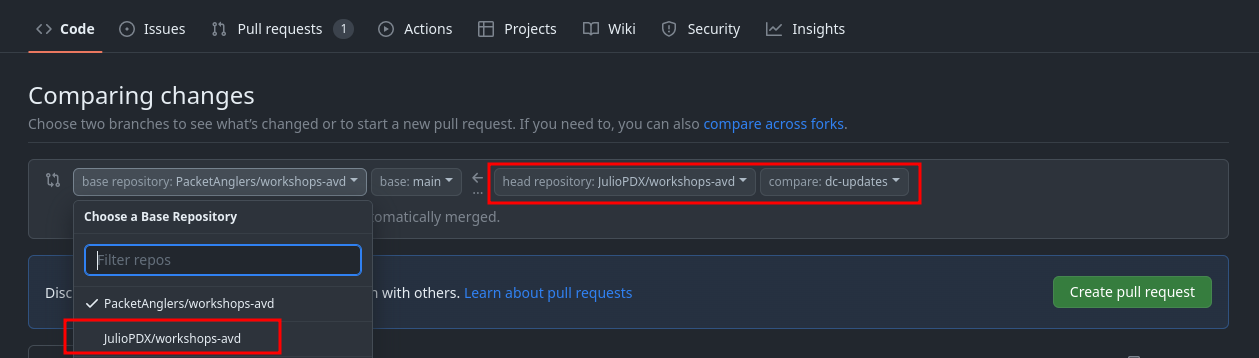 Code Issues Pull requests 1 Actions Projects Wiki Security Insights
Comparing changes
Choose two branches to see what's changed or to start a new pull request. If you need to, you can also compare across forks.
base repository: PacketAnglers/workshops-avd base: main ... head repository: JulioPDX/workshops-avd compare: dc-updates
Choose a Base Repository
omatically merged.
Filter repos
Disc
with others. Learn about pull requests
Create pull request
PacketAnglers/workshops-avd
JulioPDX/workshops-avd